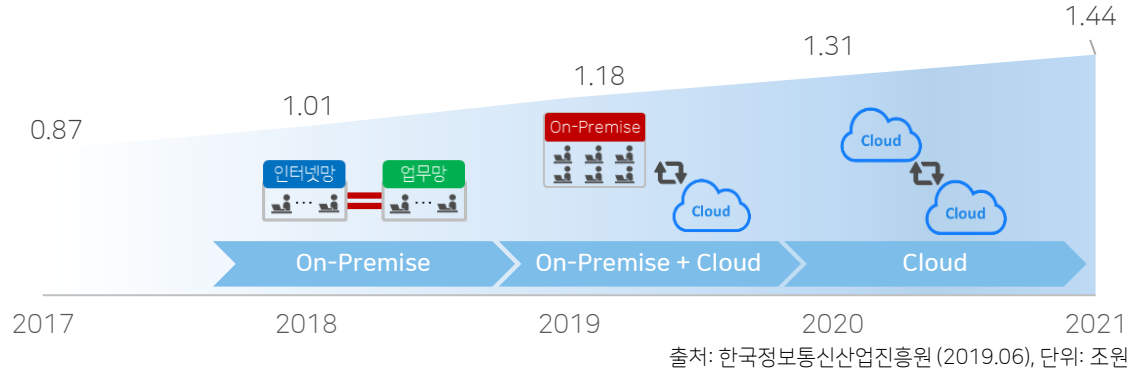 1.44
1.31
1.18
1.01
0.87
On-Premise
인터넷망
업무망
Cloud
Cloud
Cloud
On-Premise
On-Premise + Cloud
Cloud
2017
2018
2019
2020
2021
출처: 한국정보통신산업진흥원 (2019.06), 단위: 조원